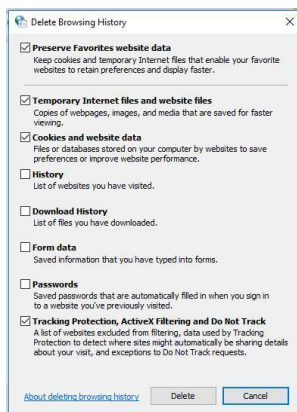 Delete Browsing History
Preserve Favorites website data
Keep cookies and temporary Internet files that enable your favorite
websites to retain preferences and display faster.
Temporary Internet files and website files
Copies of webpages, images, and media that are saved for faster
viewing.
Cookies and website data
Files or databases stored on your computer by websites to save
preferences or improve website performance.
History
List of websites you have visited.
Download History
List of files you have downloaded.
Form data
Saved information that you have typed into forms.
Passwords
Saved passwords that are automatically filled in when you sign in
to a website you've previously visited.
Tracking Protection, ActiveX Filtering and Do Not Track
A list of websites excluded from filtering, data used by Tracking
Protection to detect where sites might automatically be sharing details
about your visit, and exceptions to Do Not Track requests.
About deleting browsing history
Delete
Cancel